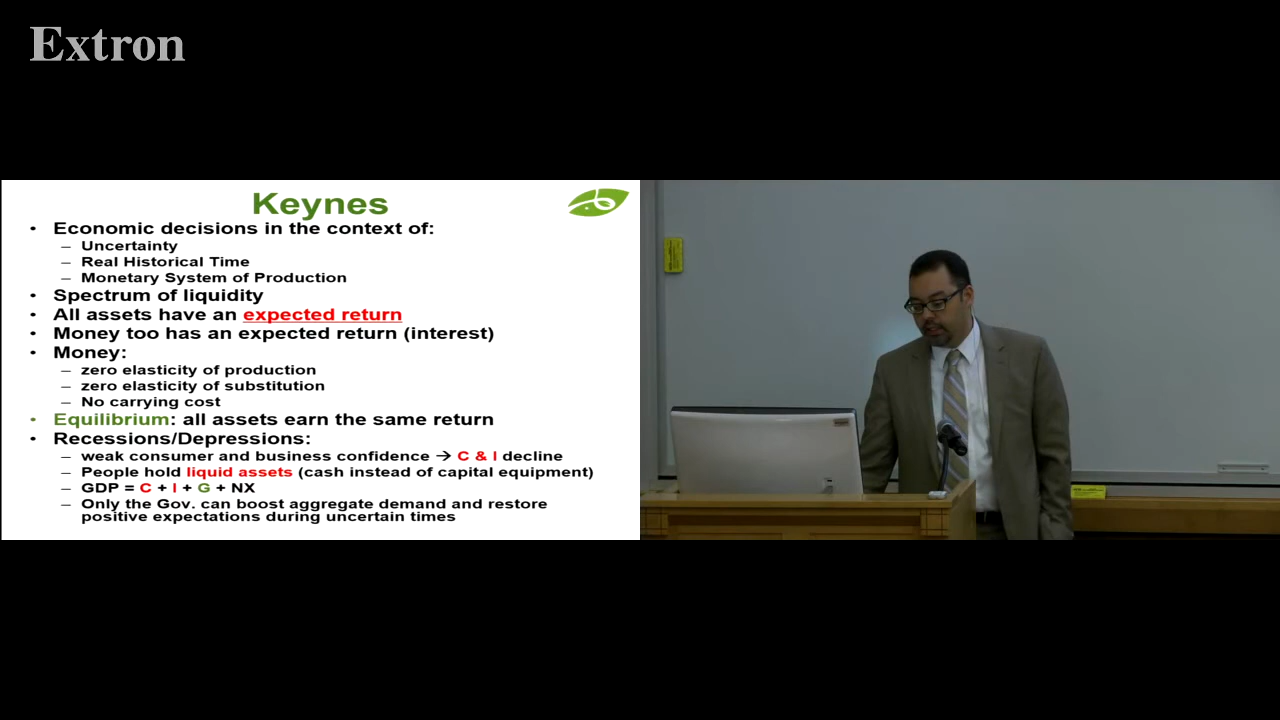 Extron
Keynes
• Economic decisions in the context of:
– Uncertainty
– Real Historical Time
– Monetary System of Production
• Spectrum of liquidity
• All assets have an expected return
• Money too has an expected return (interest)
• Money:
– zero elasticity of production
– zero elasticity of substitution
– No carrying cost
• Equilibrium: all assets earn the same return
• Recessions/Depressions:
– weak consumer and business confidence → C & I decline
– People hold liquid assets (cash instead of capital equipment)
– GDP = C + I + G + NX
– Only the Gov. can boost aggregate demand and restore
positive expectations during uncertain times